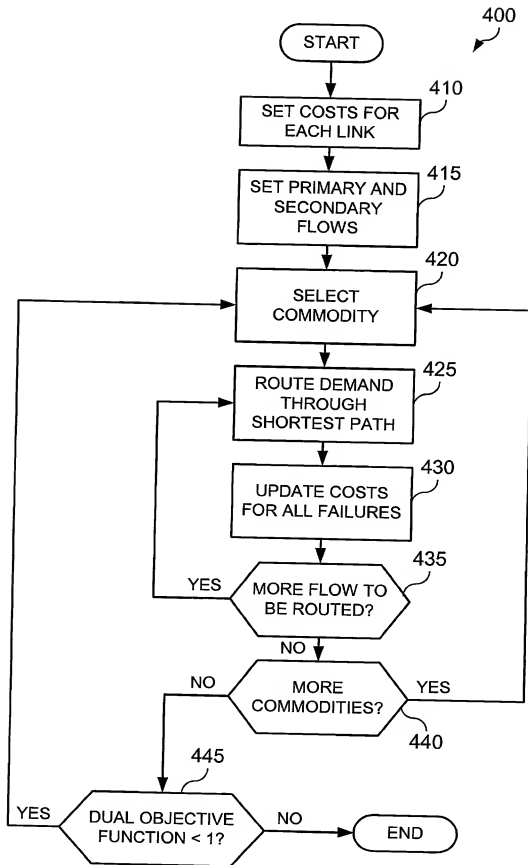 400
START
410
SET COSTS FOR
EACH LINK
415
SET PRIMARY AND
SECONDARY
FLOWS
420
SELECT
COMMODITY
425
ROUTE DEMAND
THROUGH
SHORTEST PATH
430
UPDATE COSTS
FOR ALL FAILURES
435
YES
MORE FLOW TO
BE ROUTED?
NO
NO
MORE
COMMODITIES?
YES
440
445
YES
DUAL OBJECTIVE
FUNCTION < 1?
NO
END